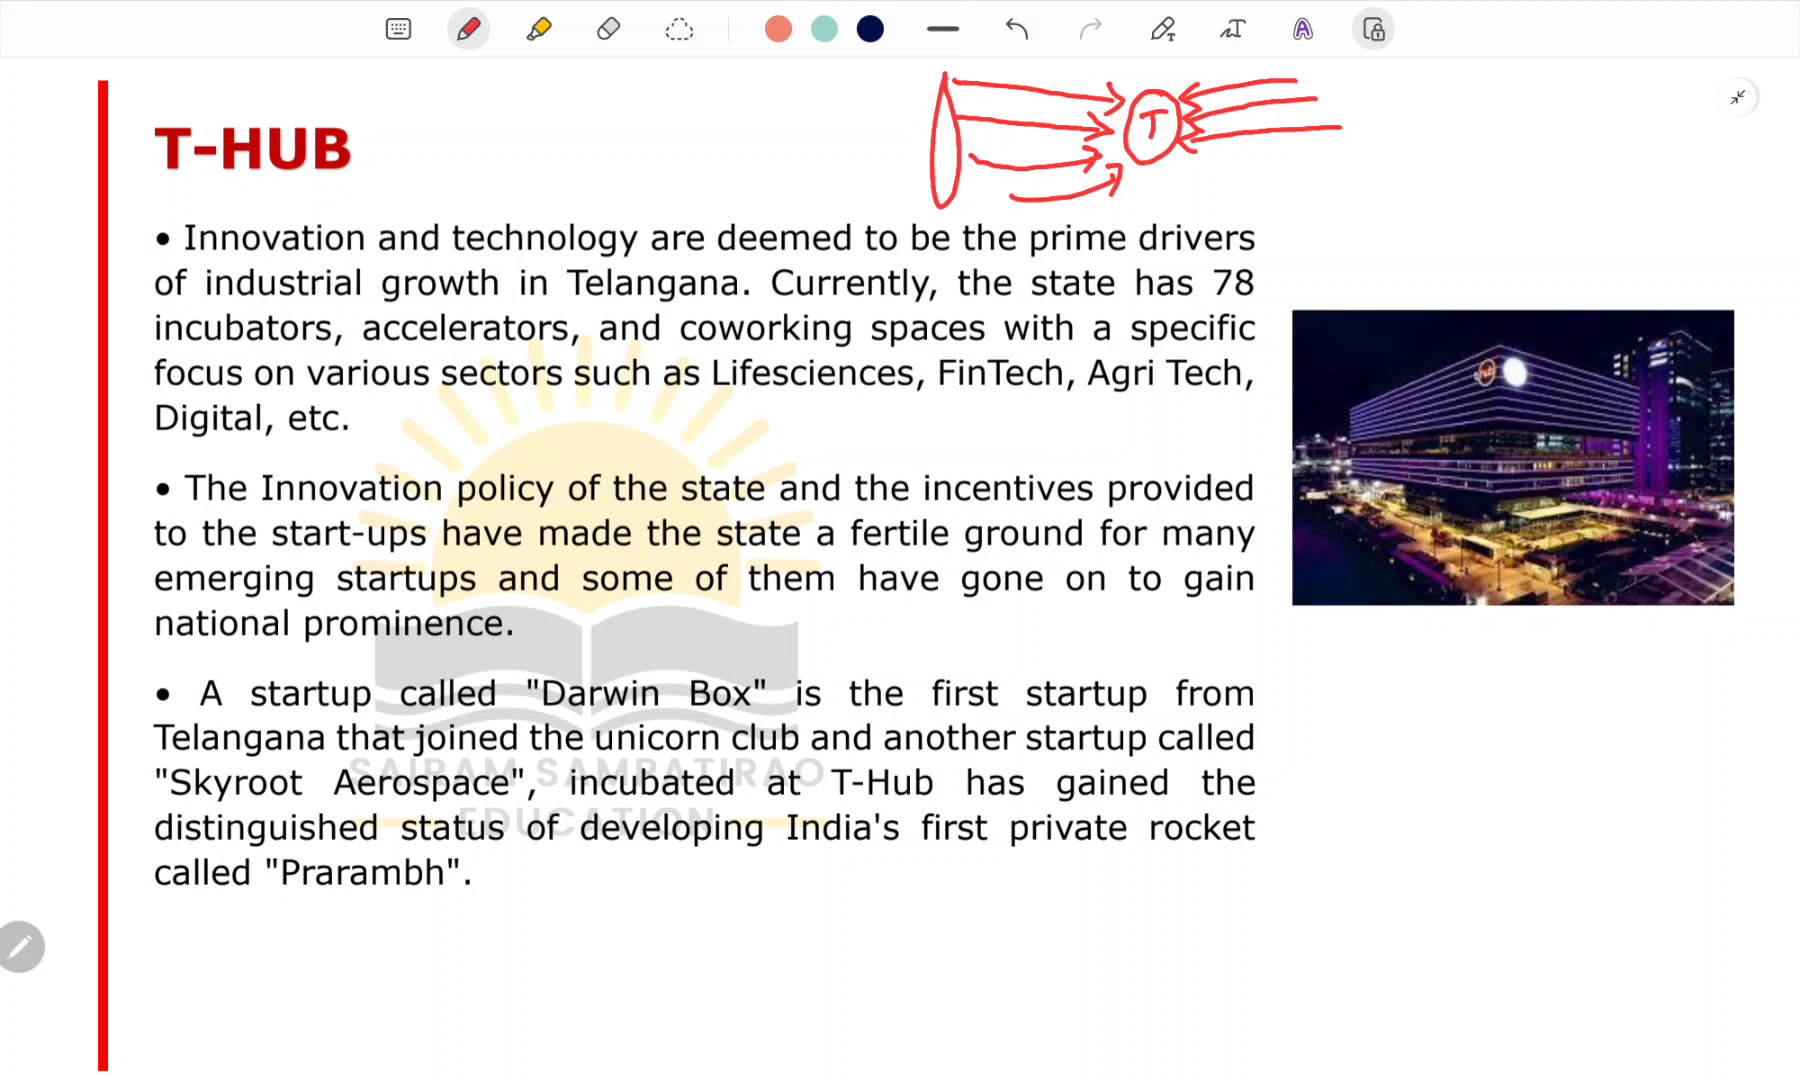 T
T-HUB
• Innovation and technology are deemed to be the prime drivers
of industrial growth in Telangana. Currently, the state has 78
incubators, accelerators, and coworking spaces with a specific
focus on various sectors such as Lifesciences, FinTech, Agri Tech,
Digital, etc.
• The Innovation policy of the state and the incentives provided
to the start-ups have made the state a fertile ground for many
emerging startups and some of them have gone on to gain
national prominence.
• A startup called "Darwin Box" is the first startup from
Telangana that joined the unicorn club and another startup called
"Skyroot Aerospace", incubated at T-Hub has gained the
distinguished status of developing India's first private rocket
called "Prarambh".
SAIRAM SAMPATIRAO
EDUCATION
hub